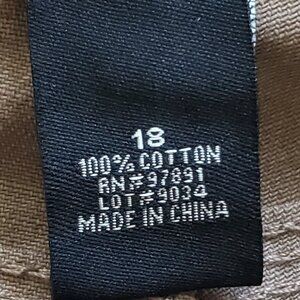 18
100% COTTON
RN#97891
LOT#9034
MADE IN CHINA